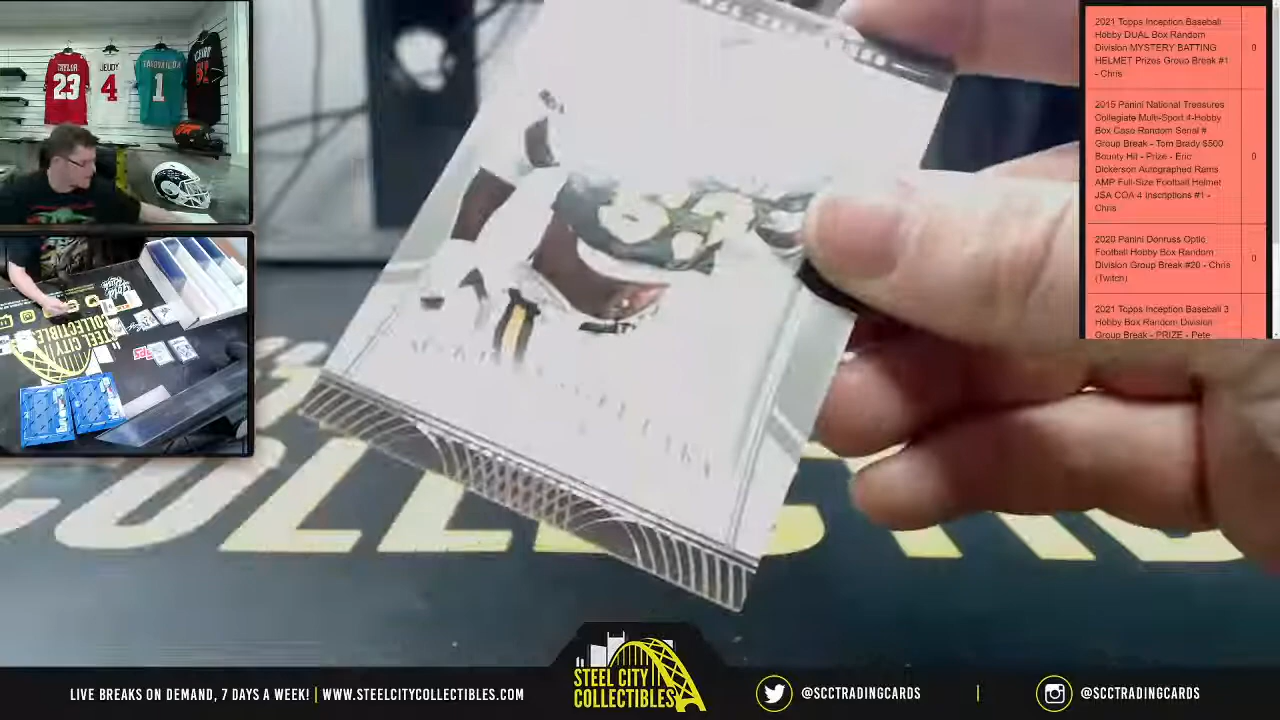 TAYLOR
23
JEUDY
4
TAGOVAILOA
1
2021 Topps Inception Baseball
Hobby DUAL Box Random
Division MYSTERY BATTING
HELMET Prizes Group Break #1
- Chris
0
2015 Panini National Treasures
Collegiate Multi-Sport 4-Hobby
Box Case Random Serial #
Group Break - Tom Brady $500
Bounty Hit - Prize - Eric
Dickerson Autographed Rams
AMP Full-Size Football Helmet
JSA COA 4 Inscriptions #1 -
Chris
0
2020 Panini Donruss Optic
Football Hobby Box Random
Division Group Break #20 - Chris
(Twitch)
0
2021 Topps Inception Baseball 3
Hobby Box Random Division
Group Break - PRIZE - Pete
STEEL CITY
COLLECTIBLES
LIVE BREAKS ON DEMAND, 7 DAYS A WEEK! | WWW.STEELCITYCOLLECTIBLES.COM
STEEL CITY
COLLECTIBLES
@SCCTRADINGCARDS | @SCCTRADINGCARDS